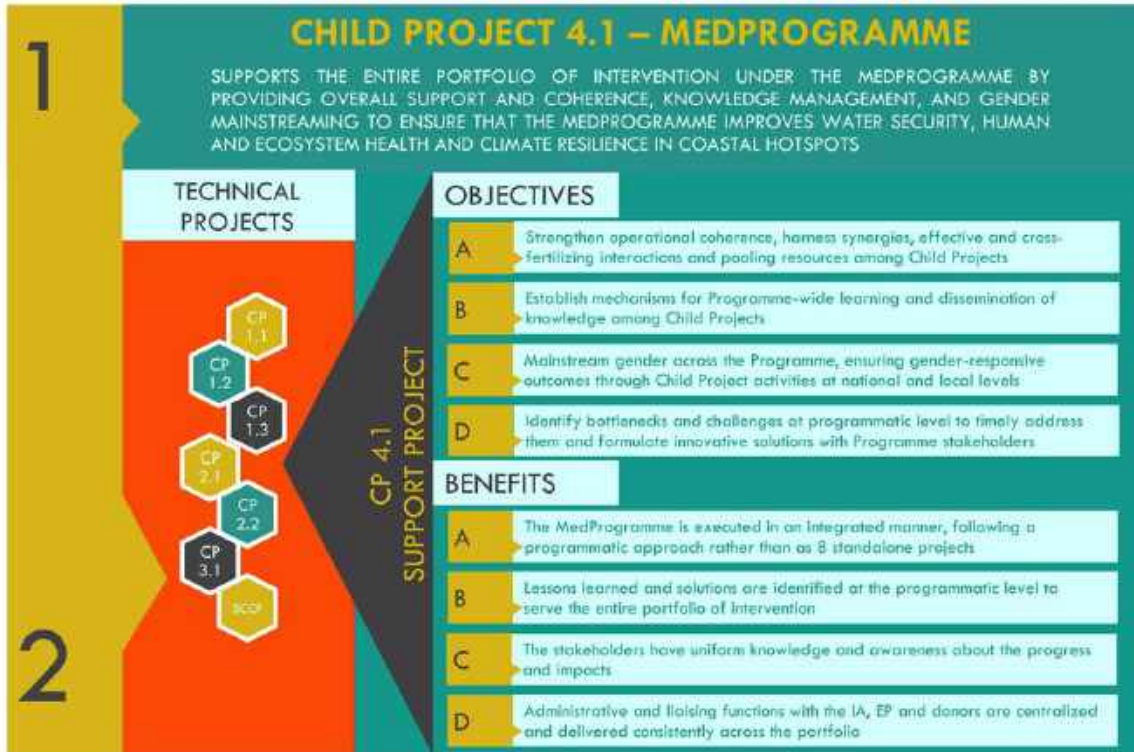 1
CHILD PROJECT 4.1 – MEDPROGRAMME
SUPPORTS THE ENTIRE PORTFOLIO OF INTERVENTION UNDER THE MEDPROGRAMME BY
PROVIDING OVERALL SUPPORT AND COHERENCE, KNOWLEDGE MANAGEMENT, AND GENDER
MAINSTREAMING TO ENSURE THAT THE MEDPROGRAMME IMPROVES WATER SECURITY, HUMAN
AND ECOSYSTEM HEALTH AND CLIMATE RESILIENCE IN COASTAL HOTSPOTS
TECHNICAL
PROJECTS
CP
1.1
CP
1.2
CP
1.3
CP
2.1
CP
2.2
CP
3.1
2
CP 4.1
SUPPORT PROJECT
OBJECTIVES
A
Strengthen operational coherence, harness synergies, effective and cross-
fertilizing interactions and pooling resources among Child Projects
B
Establish mechanisms for Programme-wide learning and dissemination of
knowledge among Child Projects
C
Mainstream gender across the Programme, ensuring gender-responsive
outcomes through Child Project activities at national and local levels
D
Identify bottlenecks and challenges at programmatic level to timely address
them and formulate innovative solutions with Programme stakeholders
BENEFITS
A
The MedProgramme is executed in an integrated manner, following a
programmatic approach rather than as 8 standalone projects
B
Lessons learned and solutions are identified at the programmatic level to
serve the entire portfolio of intervention
C
The stakeholders have uniform knowledge and awareness about the progress
and impacts
D
Administrative and liaising functions with the IA, EP and donors are centralized
and delivered consistently across the portfolio